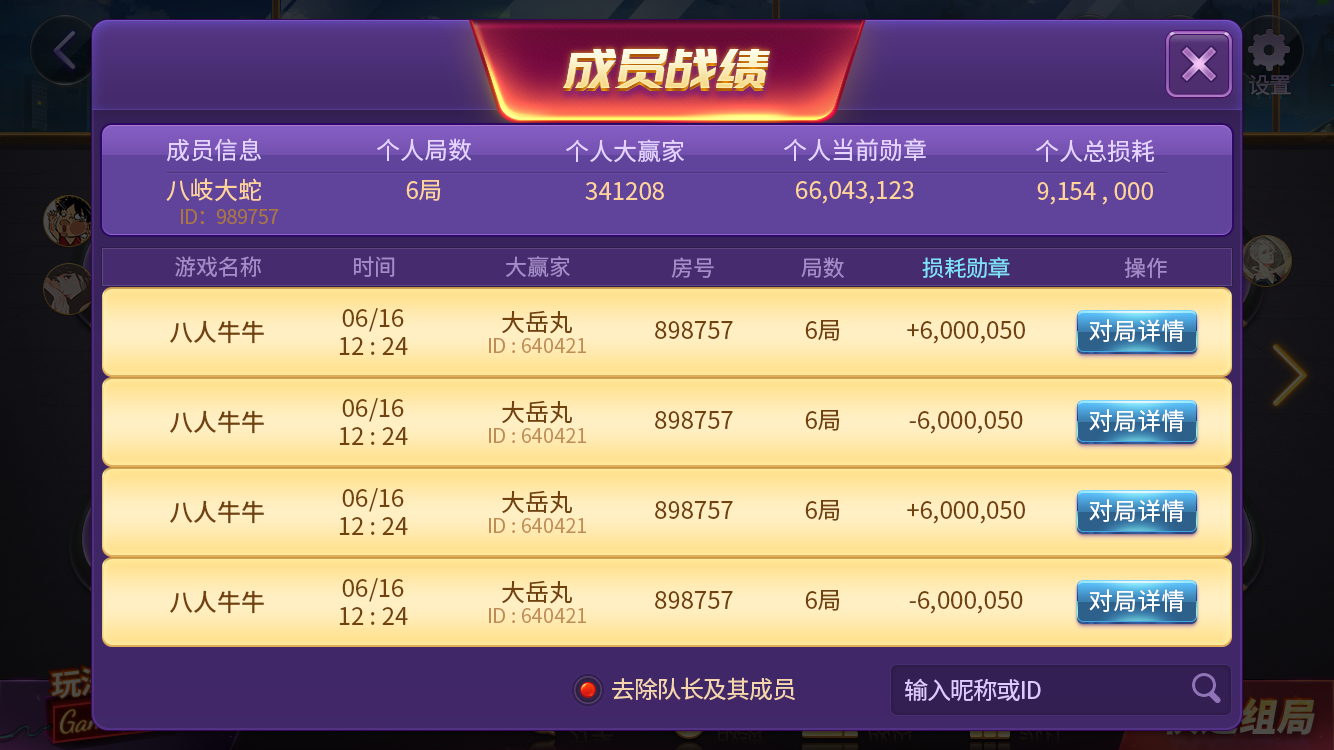 成员战绩
设置
成员信息 个人局数 个人大赢家 个人当前勋章 个人总损耗
八岐大蛇 6局 341208 66,043,123 9,154 , 000
ID: 989757
游戏名称 时间 大赢家 房号 局数 损耗勋章 操作
八人牛牛 06/16 12 : 24 大岳丸 ID : 640421 898757 6局 +6,000,050 对局详情
八人牛牛 06/16 12 : 24 大岳丸 ID : 640421 898757 6局 -6,000,050 对局详情
八人牛牛 06/16 12 : 24 大岳丸 ID : 640421 898757 6局 +6,000,050 对局详情
八人牛牛 06/16 12 : 24 大岳丸 ID : 640421 898757 6局 -6,000,050 对局详情
去除队长及其成员 输入昵称或ID
玩
组局